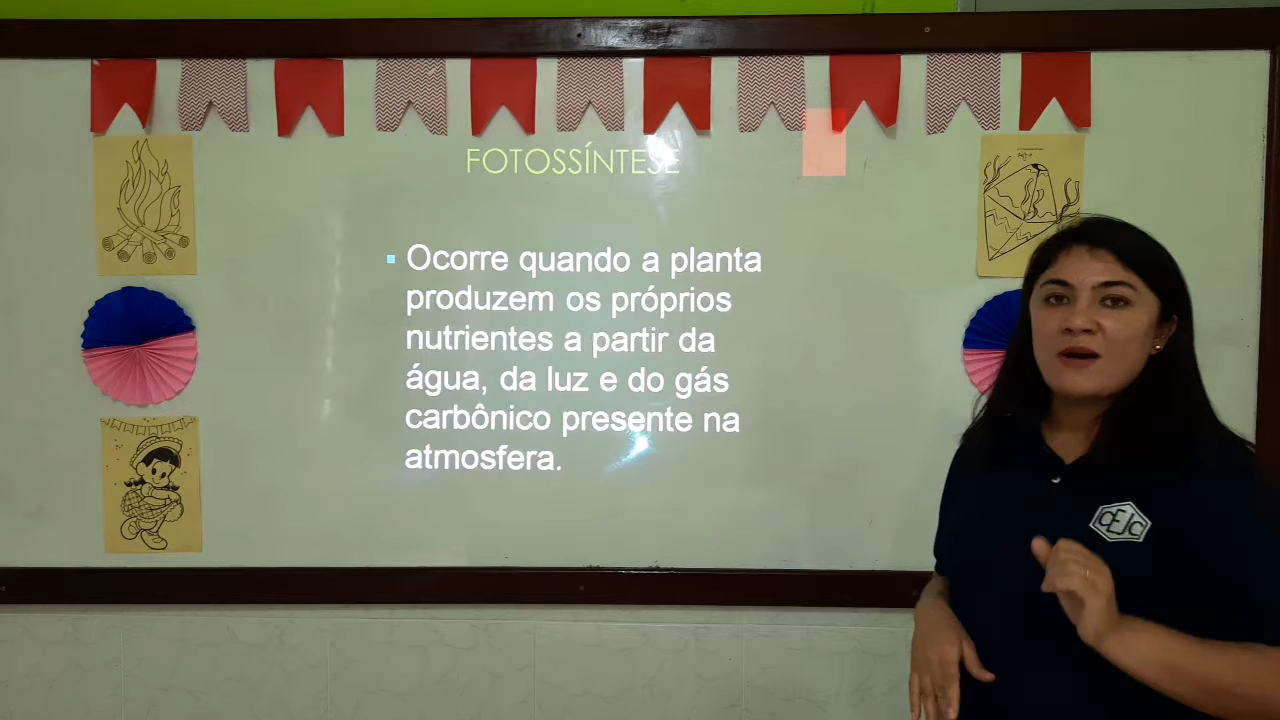 FOTOSSÍNTESE
Ocorre quando a planta
produzem os próprios
nutrientes a partir da
água, da luz e do gás
carbônico presente na
atmosfera.
CEJC